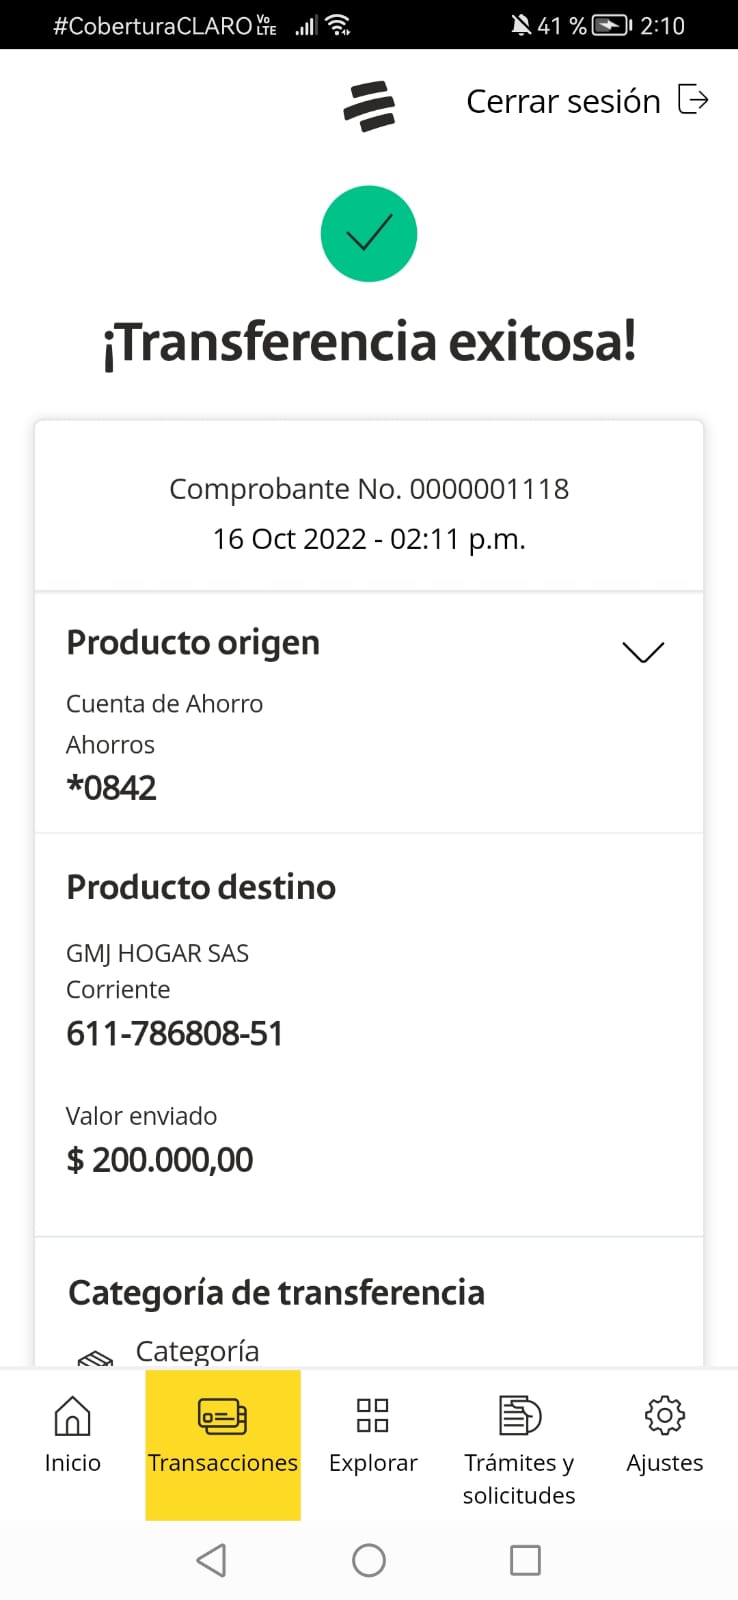 #CoberturaCLARO VoLTE 41 % 2:10
Cerrar sesión
¡Transferencia exitosa!
Comprobante No. 0000001118
16 Oct 2022 - 02:11 p.m.
Producto origen
Cuenta de Ahorro
Ahorros
*0842
Producto destino
GMJ HOGAR SAS
Corriente
611-786808-51
Valor enviado
$ 200.000,00
Categoría de transferencia
Categoría
Inicio
Transacciones
Explorar
Trámites y
solicitudes
Ajustes